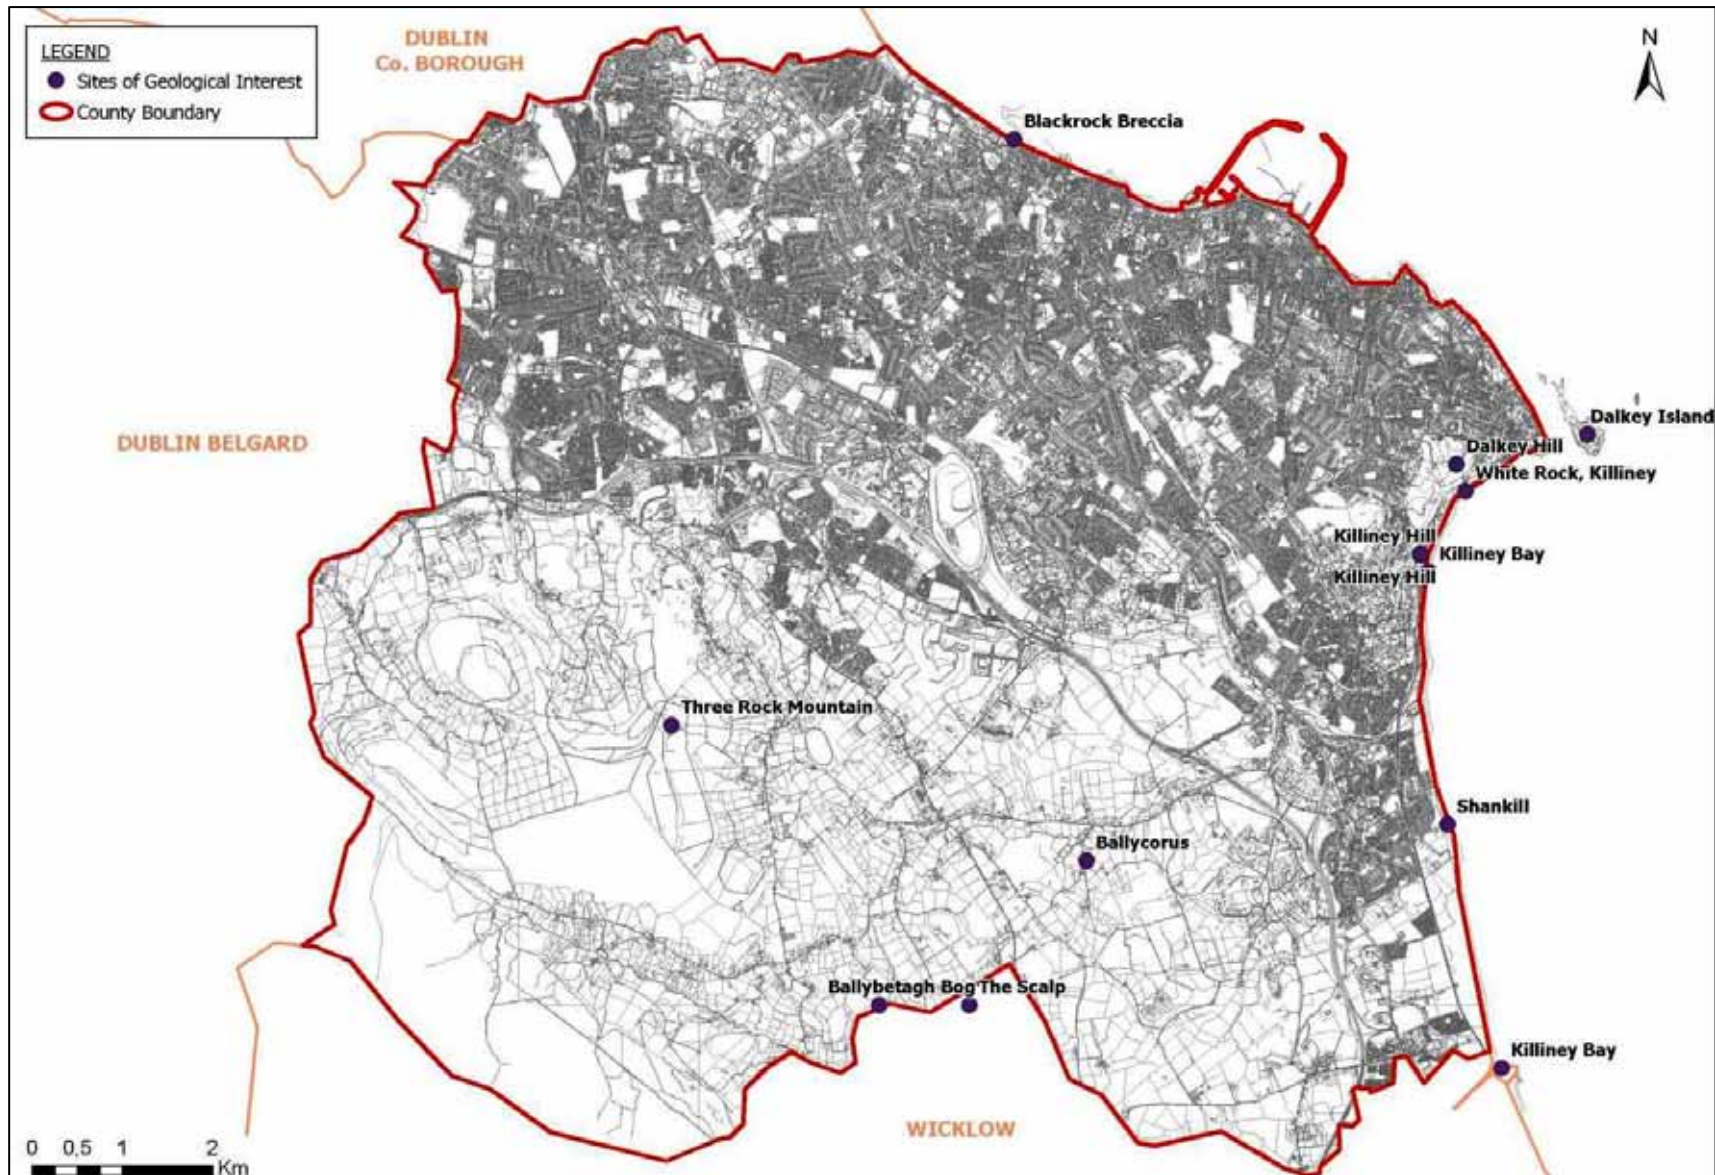 LEGEND
Sites of Geological Interest
County Boundary
DUBLIN
Co. BOROUGH
N
Blackrock Breccia
DUBLIN BELGARD
Dalkey Island
Dalkey Hill
White Rock, Killiney
Killiney Hill
Killiney Bay
Killiney Hill
Three Rock Mountain
Shankill
Ballycorus
Ballybetagh Bog
The Scalp
Killiney Bay
WICKLOW
0 0,5 1 2
Km